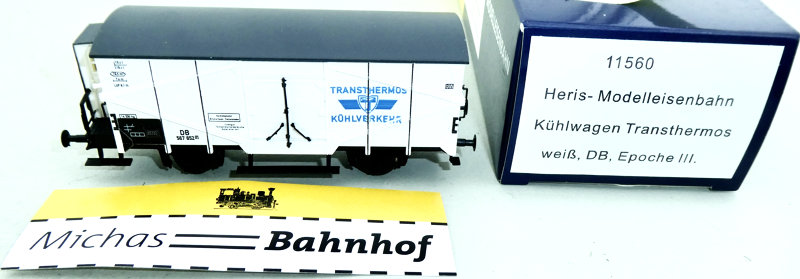 TRANSTHERMOS
KÜHLVERKEHR
DB
11560
Heris- Modelleisenbahn
Kühlwagen Transthermos
weiß, DB, Epoche III.
Michas Bahnhof